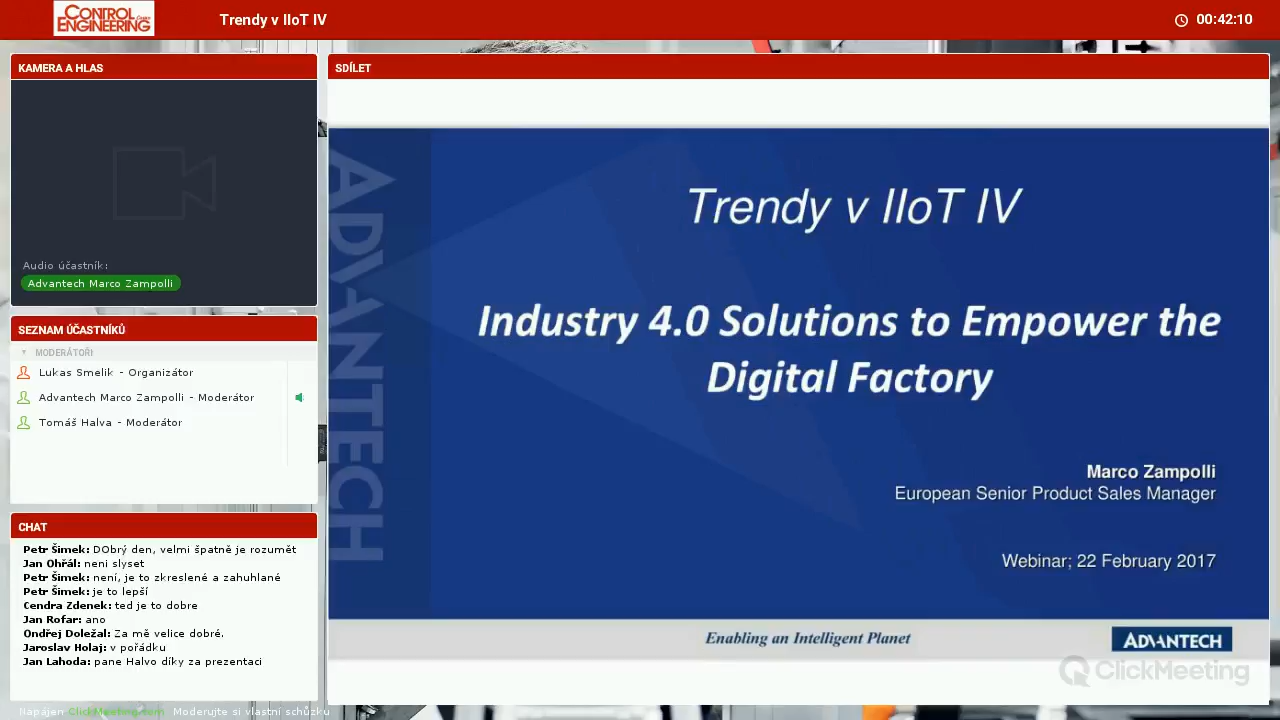 CONTROL
ENGINEERING
Trendy v IIoT IV
00:42:10
KAMERA A HLAS
Audio účastník:
Advantech Marco Zampolli
SEZNAM ÚČASTNÍKŮ
MODERÁTOŘI
Lukas Smelik - Organizátor
Advantech Marco Zampolli - Moderátor
Tomáš Halva - Moderátor
CHAT
Petr Šimek: DObrý den, velmi špatně je rozumět
Jan Ohřál: neni slyset
Petr Šimek: není, je to zkreslené a zahuhlané
Petr Šimek: je to lepší
Cendra Zdenek: ted je to dobre
Jan Rofar: ano
Ondřej Doležal: Za mě velice dobré.
Jaroslav Holaj: v pořádku
Jan Lahoda: pane Halvo díky za prezentaci
Napájen ClickMeeting.com Moderujte si vlastní schůzku
SDÍLET
ADVANTECH
Trendy v IIoT IV
Industry 4.0 Solutions to Empower the
Digital Factory
Marco Zampolli
European Senior Product Sales Manager
Webinar; 22 February 2017
Enabling an Intelligent Planet
ADVANTECH
ClickMeeting